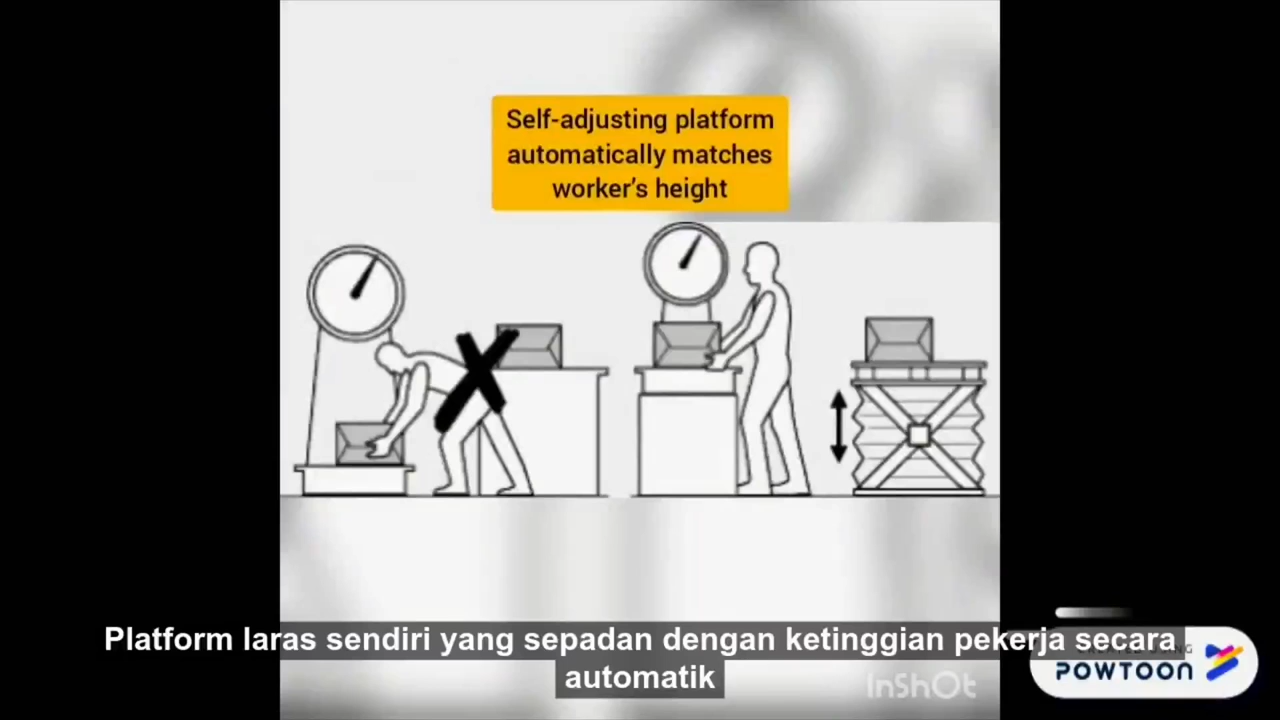 Self-adjusting platform
automatically matches
worker's height
Platform laras sendiri yang sepadan dengan ketinggian pekerja secara
automatik
POWTOON
InShOt